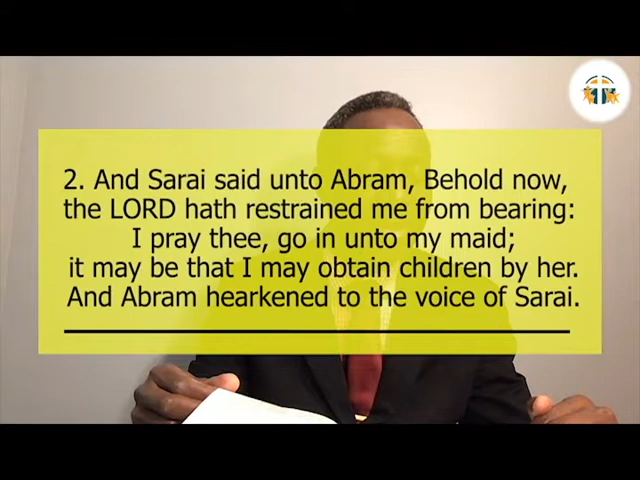 2. And Sarai said unto Abram, Behold now,
the LORD hath restrained me from bearing:
I pray thee, go in unto my maid;
it may be that I may obtain children by her.
And Abram hearkened to the voice of Sarai.